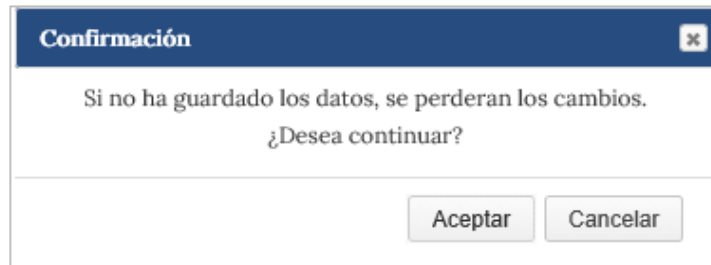 Confirmación
Si no ha guardado los datos, se perderan los cambios.
¿Desea continuar?
Aceptar Cancelar